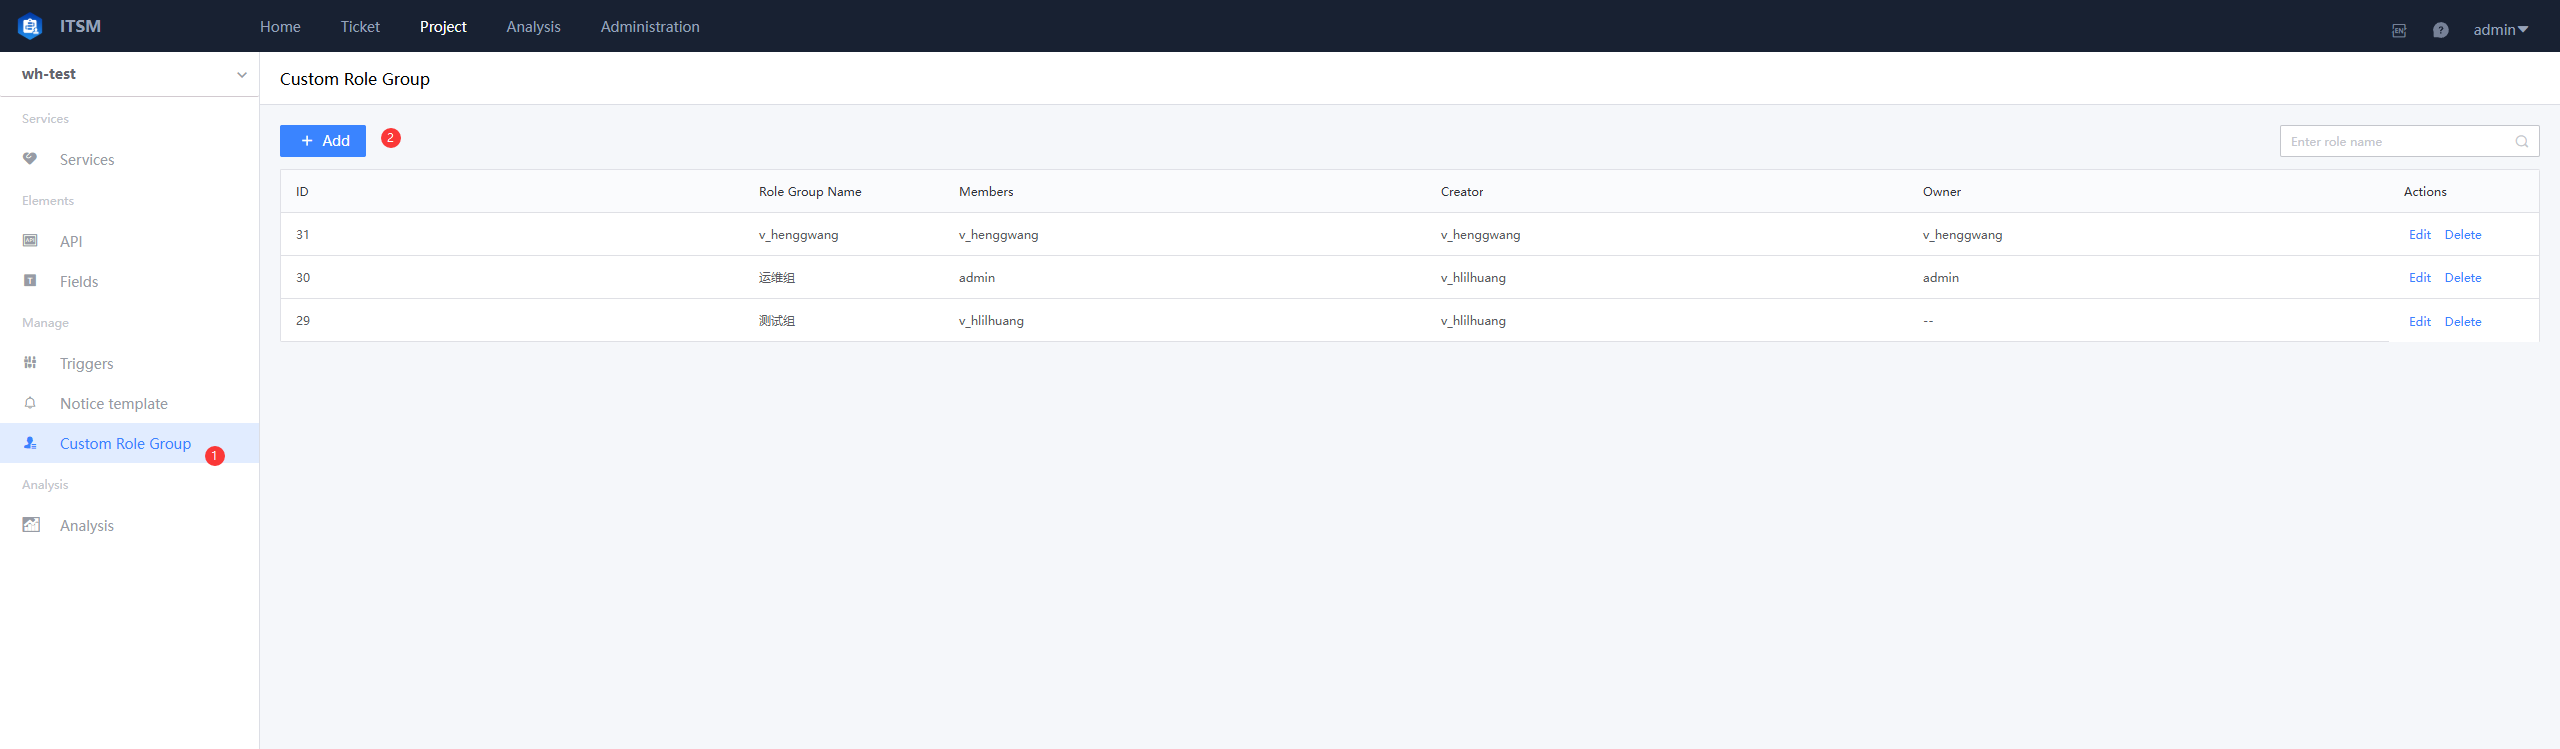 ITSM Home Ticket Project Analysis Administration EN ? admin
wh-test
Custom Role Group
Services
Services
Elements
API
Fields
Manage
Triggers
Notice template
Custom Role Group 1
Analysis
Analysis
+ Add 2
Enter role name
ID Role Group Name Members Creator Owner Actions
31 v_henggwang v_henggwang v_henggwang v_henggwang Edit Delete
30 运维组 admin v_hlilhuang admin Edit Delete
29 测试组 v_hlilhuang v_hlilhuang -- Edit Delete